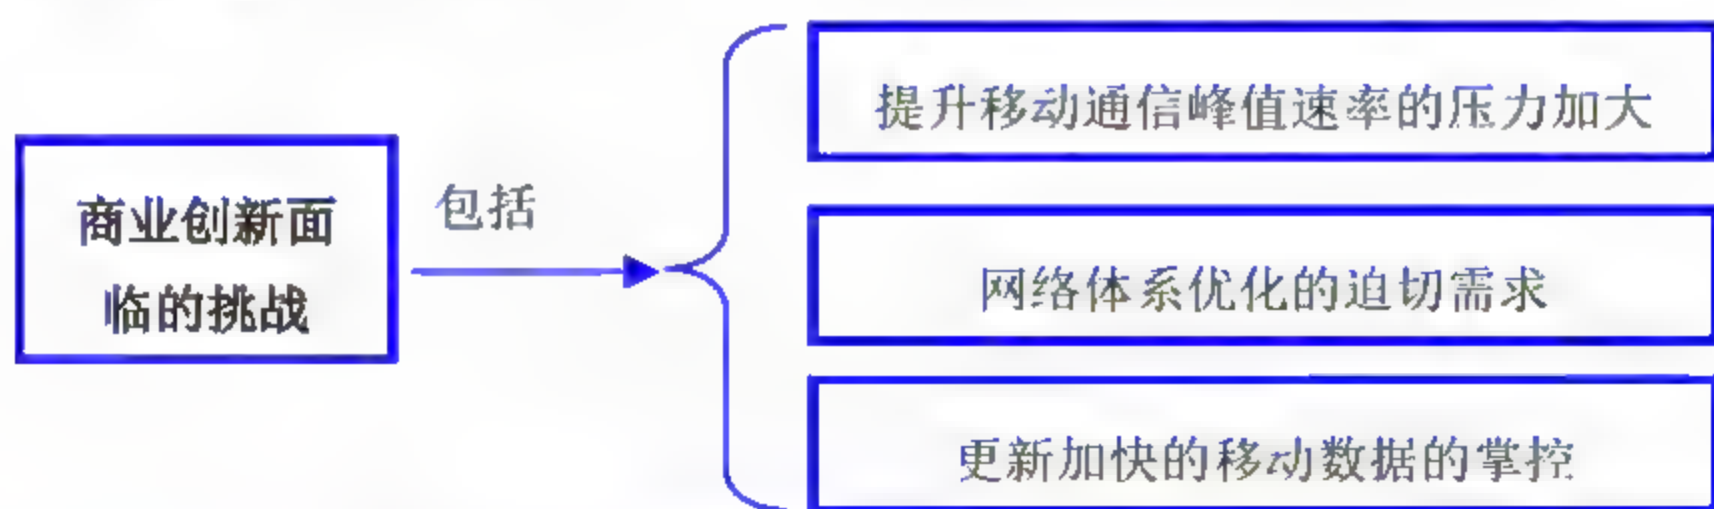 商业创新面
临的挑战
包括
提升移动通信峰值速率的压力加大
网络体系优化的迫切需求
更新加快的移动数据的掌控